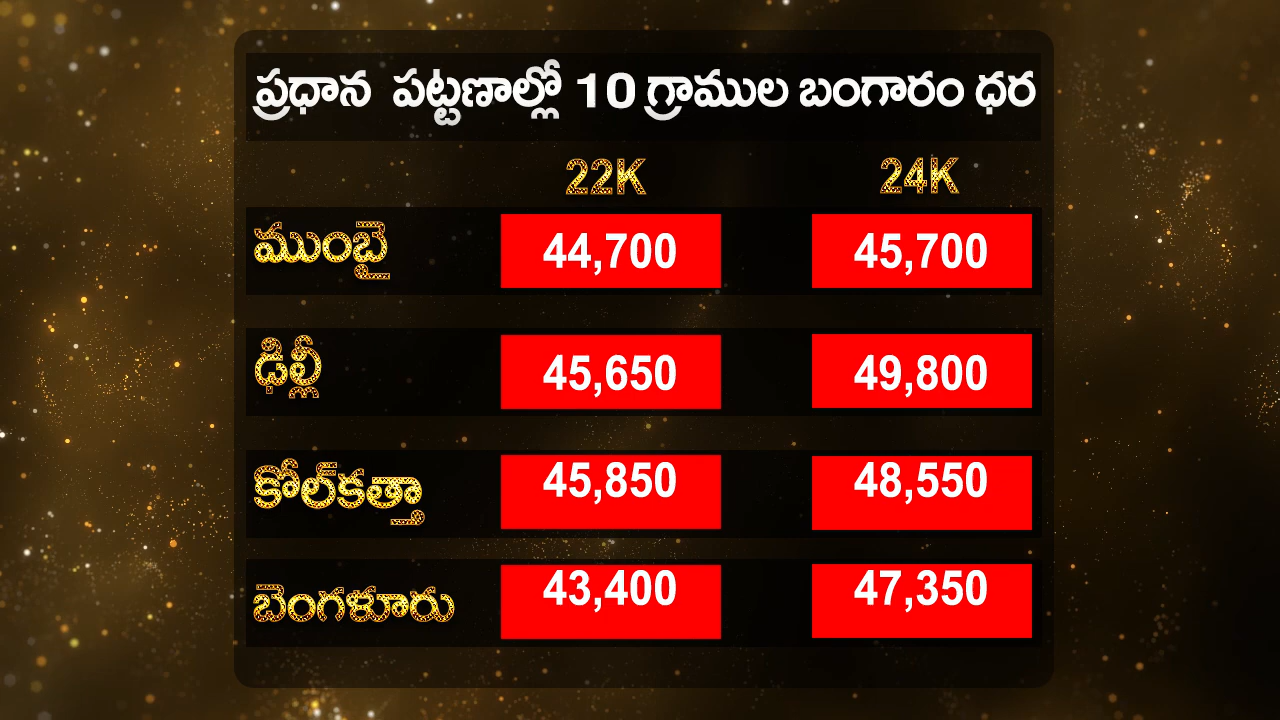 ప్రధాన పట్టణాల్లో 10 గ్రాముల బంగారం ధర
22K 24K
ముంబై 44,700 45,700
ఢిల్లీ 45,650 49,800
కోల్‌కత్తా 45,850 48,550
బెంగళూరు 43,400 47,350